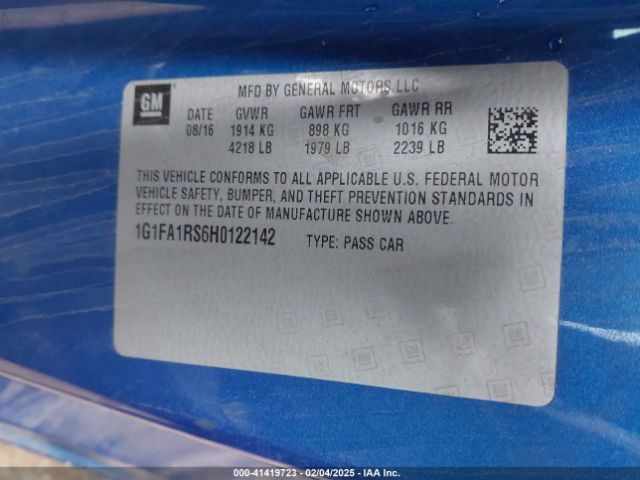 GM
MFD BY GENERAL MOTORS LLC
DATE GVWR GAWR FRT GAWR RR
08/16 1914 KG 898 KG 1016 KG
4218 LB 1979 LB 2239 LB
THIS VEHICLE CONFORMS TO ALL APPLICABLE U.S. FEDERAL MOTOR
VEHICLE SAFETY, BUMPER, AND THEFT PREVENTION STANDARDS IN
EFFECT ON THE DATE OF MANUFACTURE SHOWN ABOVE.
1G1FA1RS6H0122142 TYPE: PASS CAR
000-41419723 - 02/04/2025 - IAA Inc.